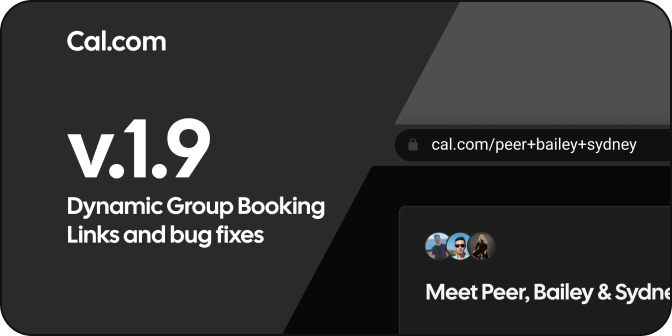 Cal.com
v.1.9
Dynamic Group Booking
Links and bug fixes
cal.com/peer+bailey+sydney
Meet Peer, Bailey & Sydne